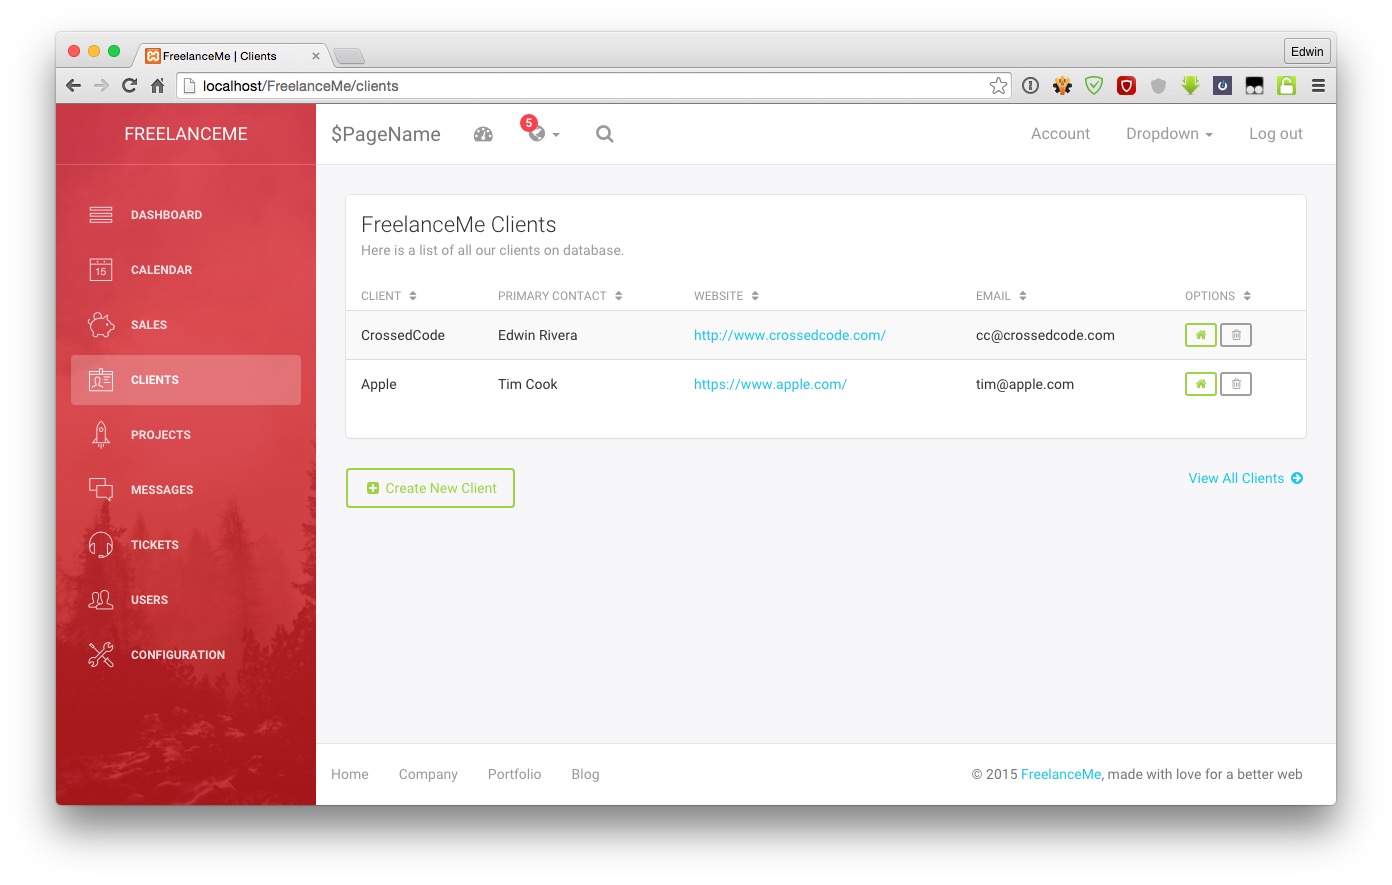 FreelanceMe | Clients
Edwin
localhost/FreelanceMe/clients
FREELANCEME
$PageName
5
Account
Dropdown
Log out
DASHBOARD
15
CALENDAR
SALES
CLIENTS
PROJECTS
MESSAGES
TICKETS
USERS
CONFIGURATION
FreelanceMe Clients
Here is a list of all our clients on database.
CLIENT PRIMARY CONTACT WEBSITE EMAIL OPTIONS
CrossedCode Edwin Rivera http://www.crossedcode.com/ cc@crossedcode.com
Apple Tim Cook https://www.apple.com/ tim@apple.com
Create New Client
View All Clients
Home Company Portfolio Blog
© 2015 FreelanceMe, made with love for a better web